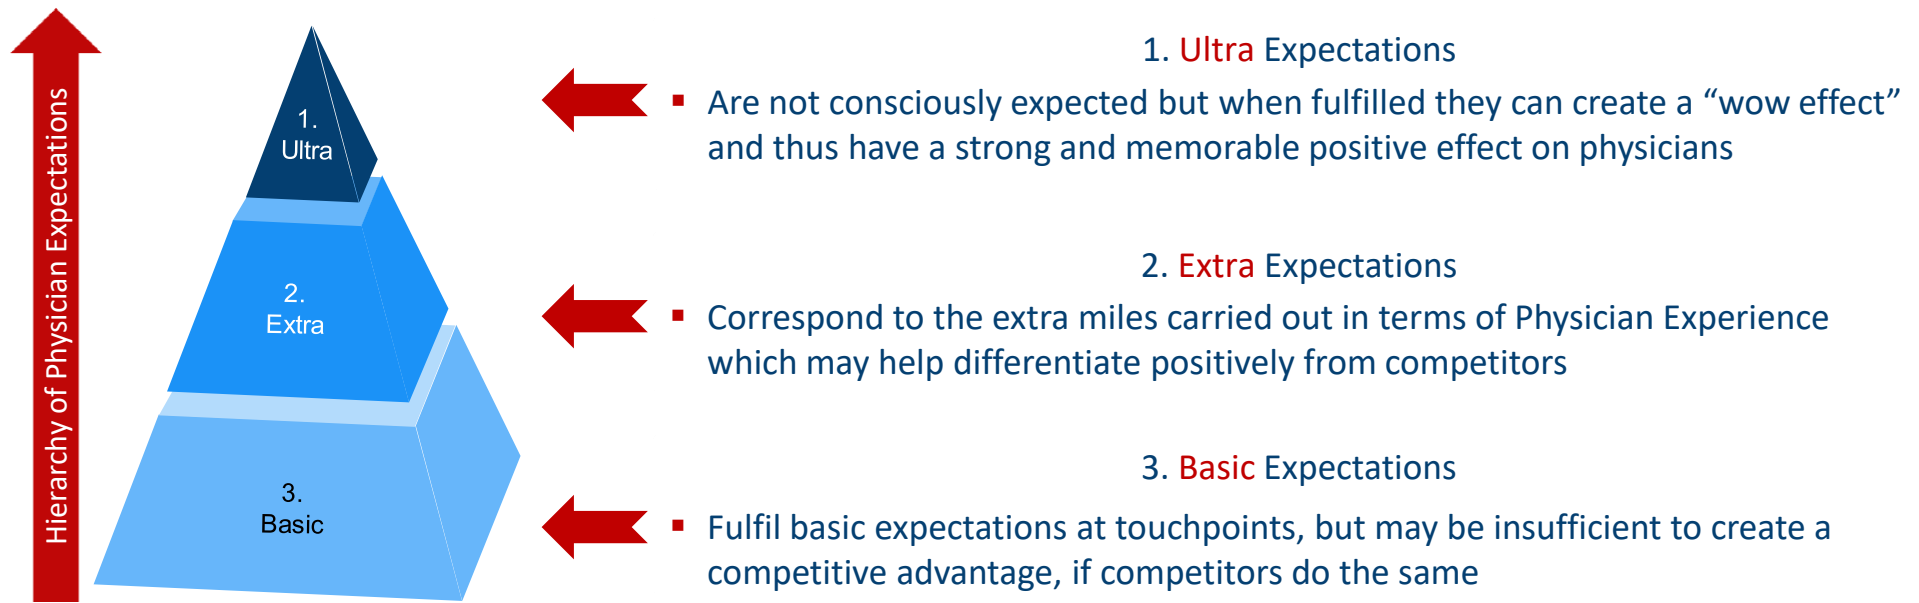 Hierarchy of Physician Expectations
1.
Ultra
2.
Extra
3.
Basic
1. Ultra Expectations
▪ Are not consciously expected but when fulfilled they can create a “wow effect”
and thus have a strong and memorable positive effect on physicians
2. Extra Expectations
▪ Correspond to the extra miles carried out in terms of Physician Experience
which may help differentiate positively from competitors
3. Basic Expectations
▪ Fulfil basic expectations at touchpoints, but may be insufficient to create a
competitive advantage, if competitors do the same